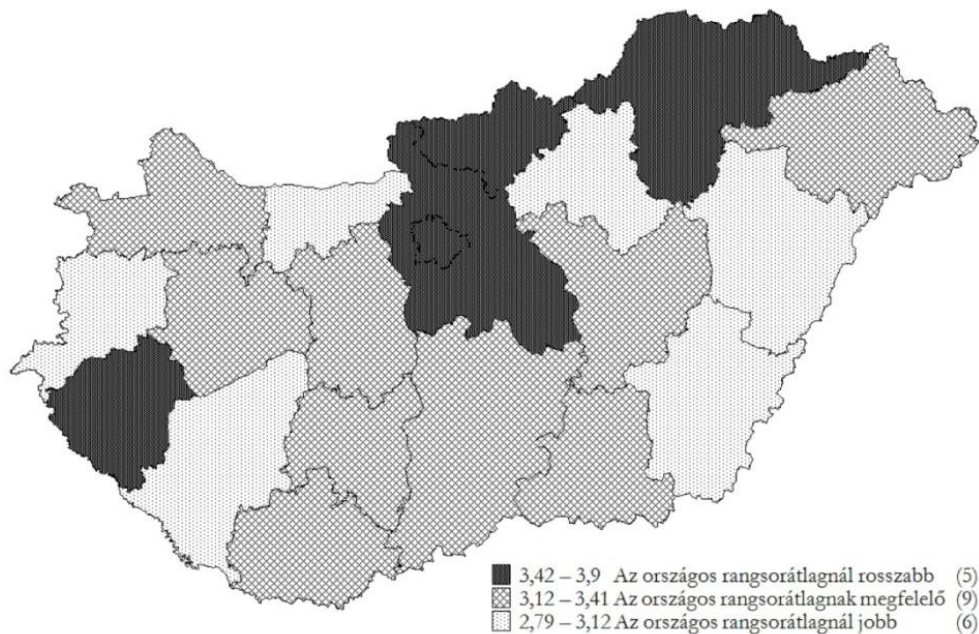 3,42 – 3,9 Az országos rangsorátlagnál rosszabb (5)
3,12 – 3,41 Az országos rangsorátlagnak megfelelő (9)
2,79 – 3,12 Az országos rangsorátlagnál jobb (6)